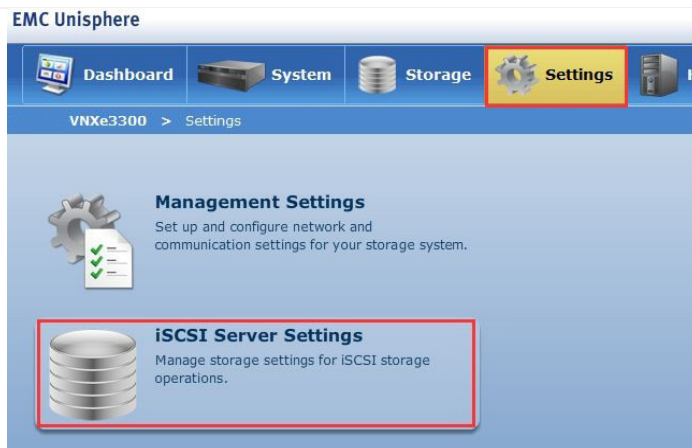 EMC Unisphere
Dashboard System Storage Settings
VNXe3300 > Settings
Management Settings
Set up and configure network and
communication settings for your storage system.
iSCSI Server Settings
Manage storage settings for iSCSI storage
operations.